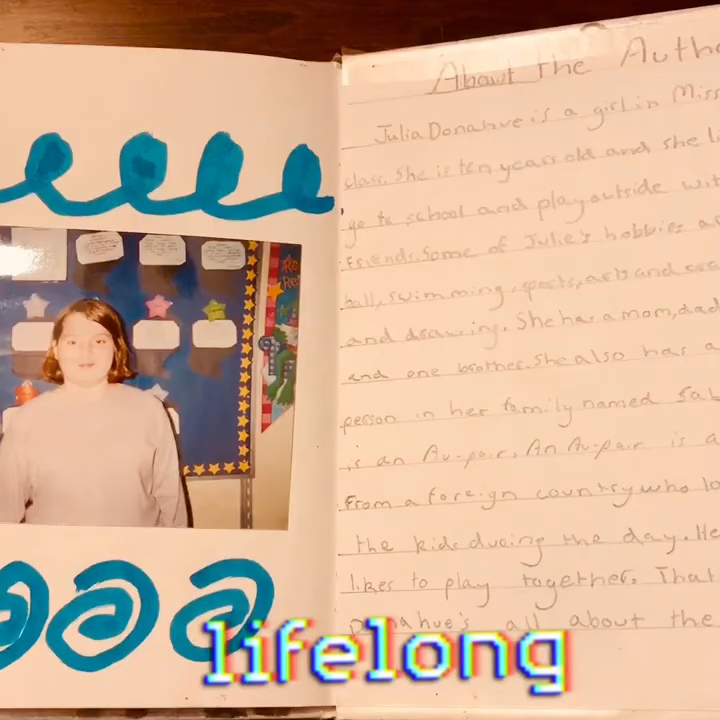 About The Autho
Julia Donahue is a girl in Miss
class. She is ten years old and she li
go to school and play outside wit
friends. Some of Julie's hobbies a
ball, swimming, sports, arts and
and drawing. She has a mom, dad
and one brother. She also has a
person in her family named Sab
is an Au-pair. An Au-pair is a
from a foreign country who lo
the kids during the day. He
likes to play together. That
Donahue's all about the
lifelong